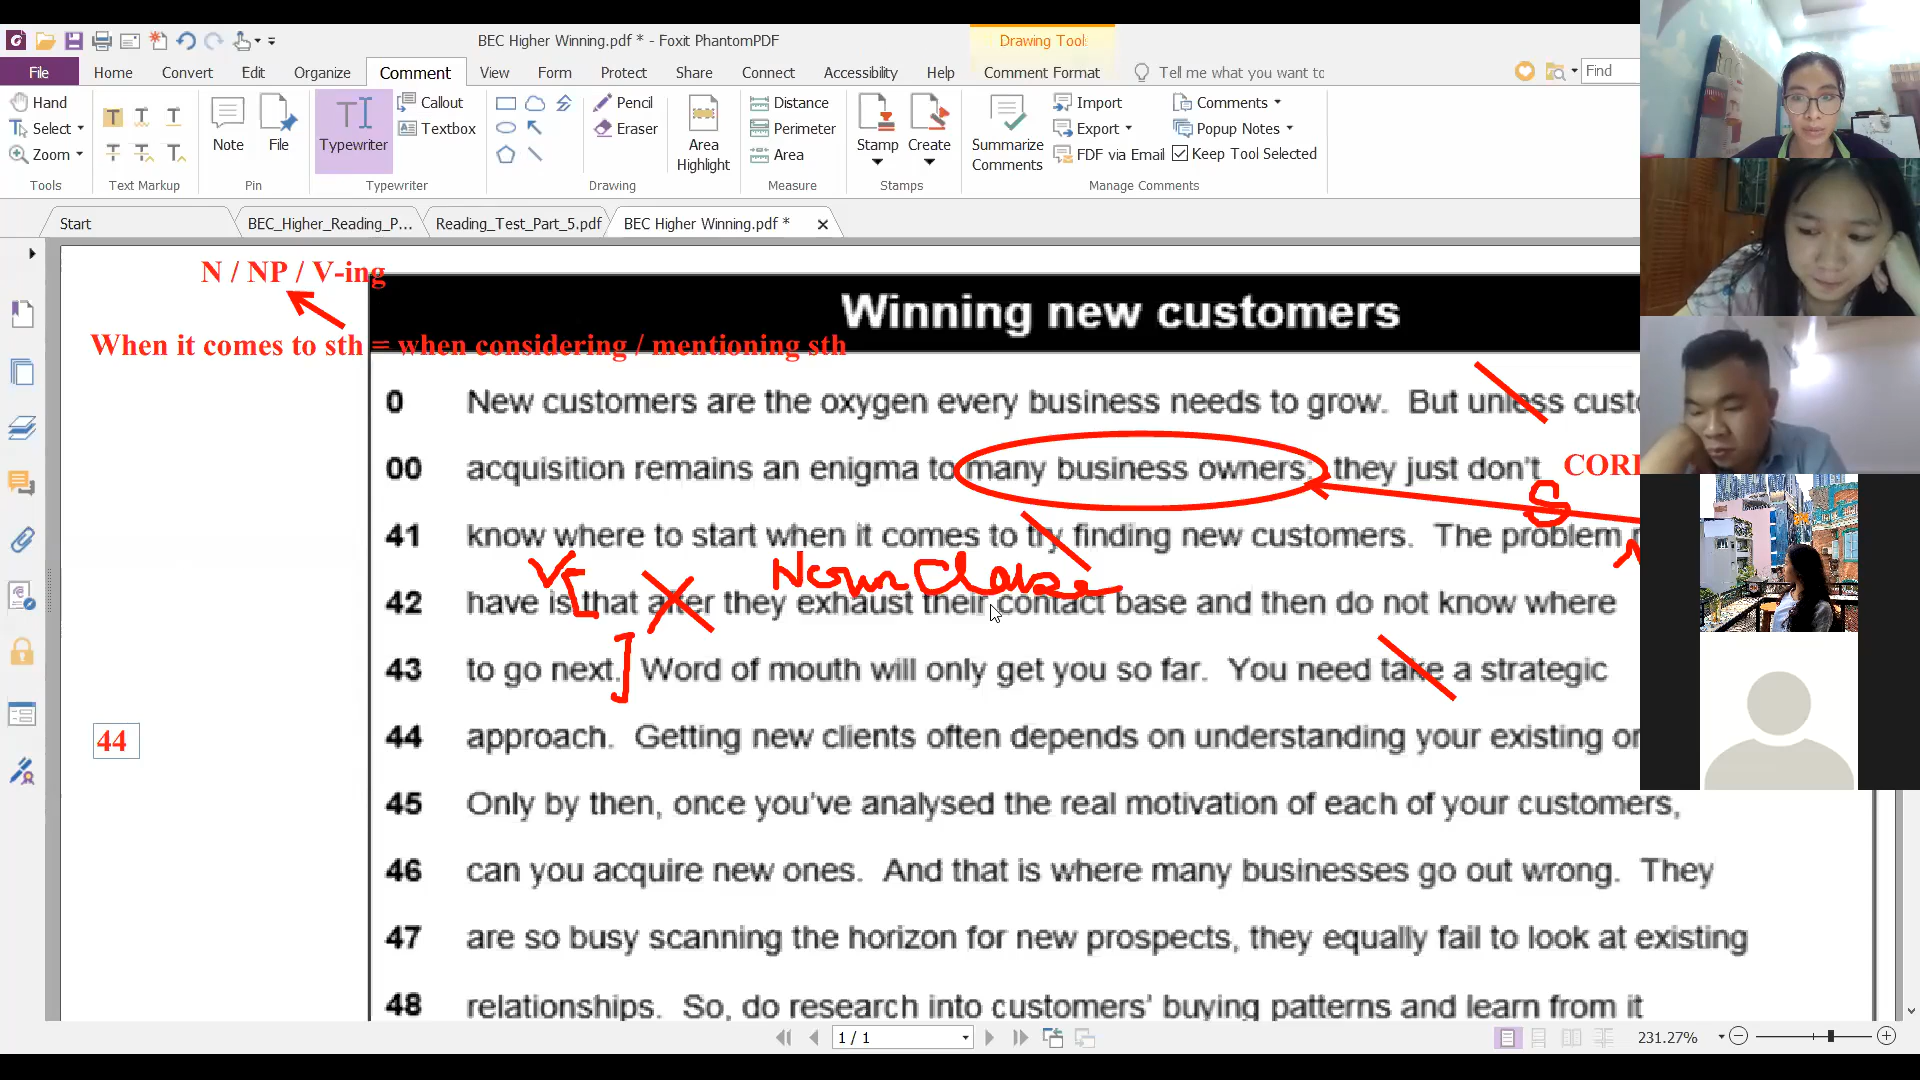 BEC Higher Winning.pdf * - Foxit PhantomPDF
Drawing Tool
File Home Convert Edit Organize Comment View Form Protect Share Connect Accessibility Help Comment Format Tell me what you want to Find
Hand
Select
Zoom
Tools
Text Markup
Note
File
Pin
Typewriter
Callout
Textbox
Typewriter
Pencil
Eraser
Area Highlight
Drawing
Distance
Perimeter
Area
Measure
Stamp
Create
Stamps
Summarize Comments
Import
Export
FDF via Email
Comments
Popup Notes
Keep Tool Selected
Manage Comments
Start BEC_Higher_Reading_P... Reading_Test_Part_5.pdf BEC Higher Winning.pdf *
N / NP / V-ing
When it comes to sth = when considering / mentioning sth
Winning new customers
0 New customers are the oxygen every business needs to grow. But unless
00 acquisition remains an enigma to many business owners: they just don't
S
41 know where to start when it comes to try finding new customers. The problem
V
Noun Clause
42 have is that after they exhaust their contact base and then do not know where
43 to go next. Word of mouth will only get you so far. You need take a strategic
44
44 approach. Getting new clients often depends on understanding your existing
45 Only by then, once you've analysed the real motivation of each of your customers,
46 can you acquire new ones. And that is where many businesses go out wrong. They
47 are so busy scanning the horizon for new prospects, they equally fail to look at existing
48 relationships. So, do research into customers' buying patterns and learn from it
1 / 1
231.27%